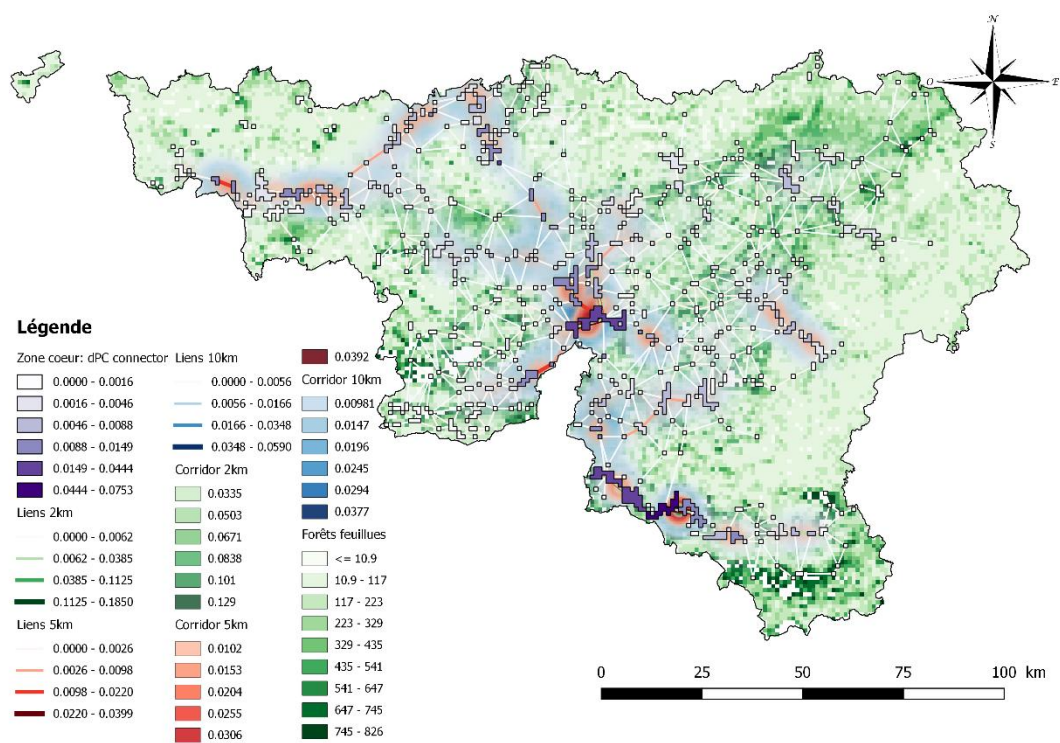 N
O
E
S
Légende
Zone coeur: dPC connector
0.0000 - 0.0016
0.0016 - 0.0046
0.0046 - 0.0088
0.0088 - 0.0149
0.0149 - 0.0444
0.0444 - 0.0753
Liens 2km
0.0000 - 0.0062
0.0062 - 0.0385
0.0385 - 0.1125
0.1125 - 0.1850
Liens 5km
0.0000 - 0.0026
0.0026 - 0.0098
0.0098 - 0.0220
0.0220 - 0.0399
Liens 10km
0.0000 - 0.0056
0.0056 - 0.0166
0.0166 - 0.0348
0.0348 - 0.0590
Corridor 2km
0.0335
0.0503
0.0671
0.0838
0.101
0.129
Corridor 5km
0.0102
0.0153
0.0204
0.0255
0.0306
0.0392
Corridor 10km
0.00981
0.0147
0.0196
0.0245
0.0294
0.0377
Forêts feuillues
<= 10.9
10.9 - 117
117 - 223
223 - 329
329 - 435
435 - 541
541 - 647
647 - 745
745 - 826
0 25 50 75 100 km